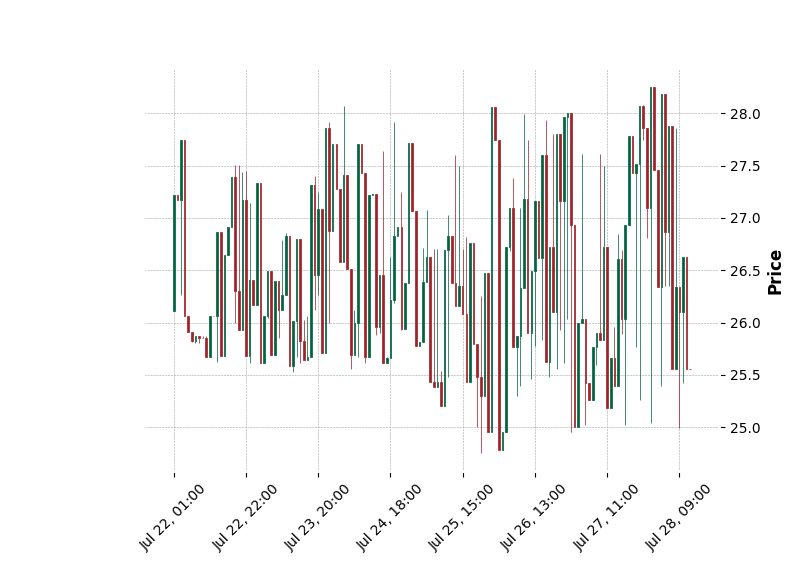 28.0
27.5
27.0
26.5
26.0
25.5
25.0
Price
Jul 22, 01:00
Jul 22, 22:00
Jul 23, 20:00
Jul 24, 18:00
Jul 25, 15:00
Jul 26, 13:00
Jul 27, 11:00
Jul 28, 09:00